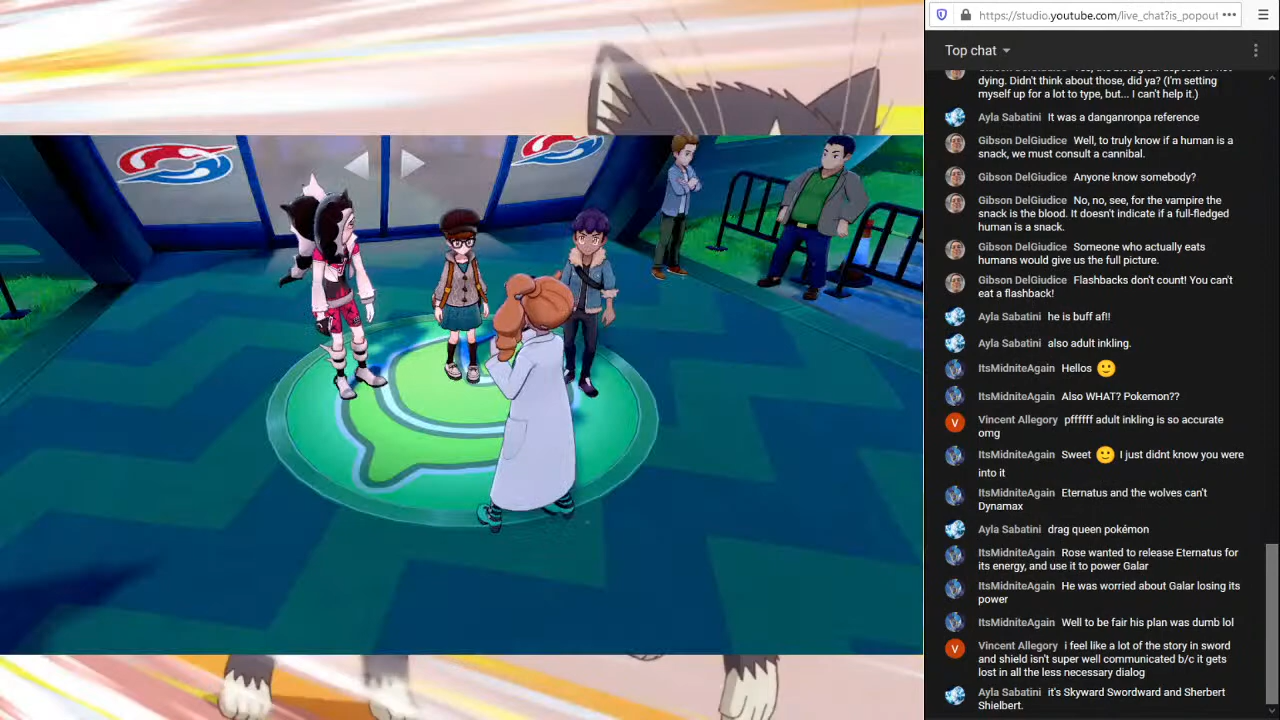 https://studio.youtube.com/live_chat?is_popout
Top chat
dying. Didn't think about those, did ya? (I'm setting
myself up for a lot to type, but... I can't help it.)
Ayla Sabatini It was a danganronpa reference
Gibson DelGiudice Well, to truly know if a human is a
snack, we must consult a cannibal.
Gibson DelGiudice Anyone know somebody?
Gibson DelGiudice No, no, see, for the vampire the
snack is the blood. It doesn't indicate if a full-fledged
human is a snack.
Gibson DelGiudice Someone who actually eats
humans would give us the full picture.
Gibson DelGiudice Flashbacks don't count! You can't
eat a flashback!
Ayla Sabatini he is buff af!!
Ayla Sabatini also adult inkling.
ItsMidniteAgain Hellos 🙂
ItsMidniteAgain Also WHAT? Pokemon??
V
Vincent Allegory pffffff adult inkling is so accurate
omg
ItsMidniteAgain Sweet 🙂 I just didnt know you were
into it
ItsMidniteAgain Eternatus and the wolves can't
Dynamax
Ayla Sabatini drag queen pokémon
ItsMidniteAgain Rose wanted to release Eternatus for
its energy, and use it to power Galar
ItsMidniteAgain He was worried about Galar losing its
power
ItsMidniteAgain Well to be fair his plan was dumb lol
V
Vincent Allegory i feel like a lot of the story in sword
and shield isn't super well communicated b/c it gets
lost in all the less necessary dialog
Ayla Sabatini it's Skyward Swordward and Sherbert
Shielbert.